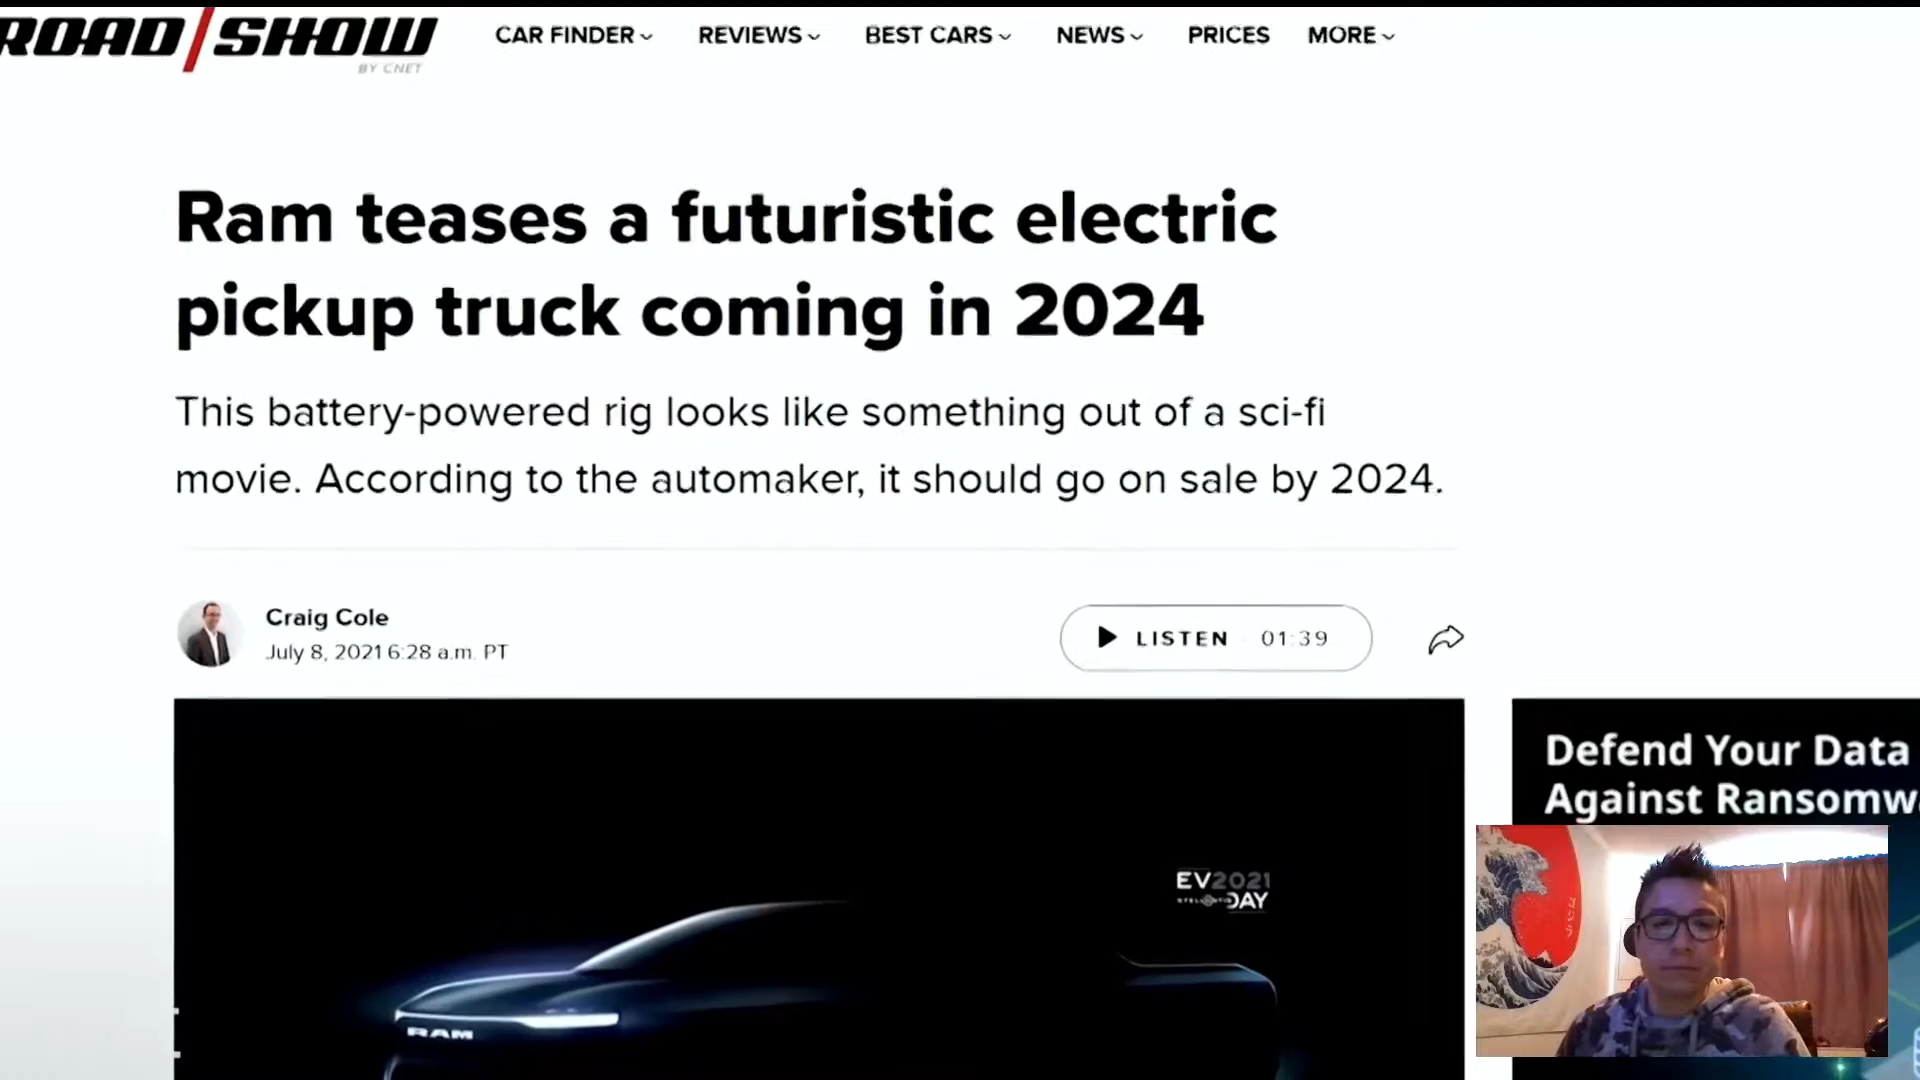 ROAD/SHOW
BY CNET
CAR FINDER REVIEWS BEST CARS NEWS PRICES MORE
Ram teases a futuristic electric
pickup truck coming in 2024
This battery-powered rig looks like something out of a sci-fi
movie. According to the automaker, it should go on sale by 2024.
Craig Cole
July 8, 2021 6:28 a.m. PT
LISTEN 01:39
Defend Your Data
Against
EV2021
DAY
RAM